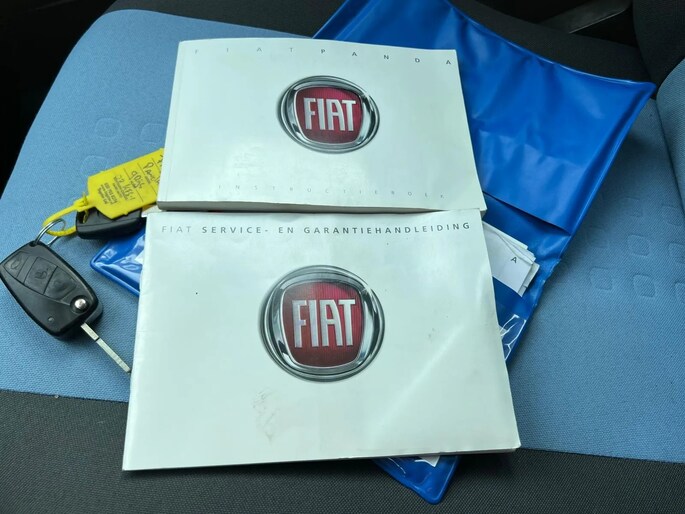 FIAT PANDA
FIAT
INSTRUCTIEBOEK
FIAT SERVICE- EN GARANTIEHANDLEIDING
FIAT
A